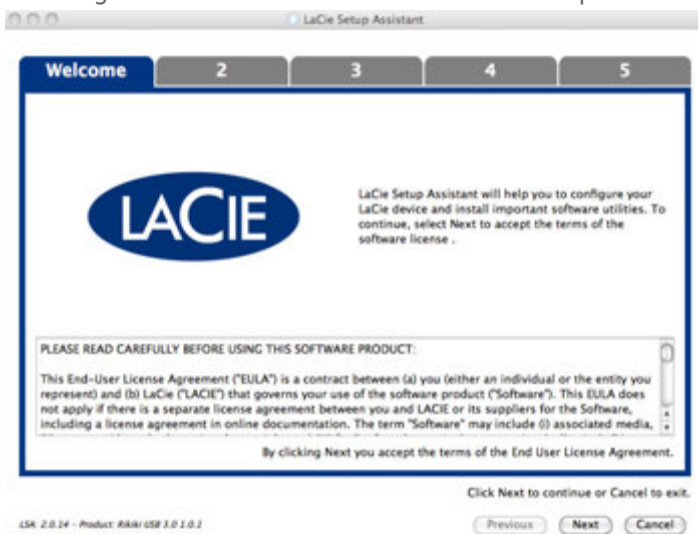 LaCie Setup Assistant
Welcome 2 3 4 5
LACIE
LaCie Setup Assistant will help you to configure your
LaCie device and install important software utilities. To
continue, select Next to accept the terms of the
software license .
PLEASE READ CAREFULLY BEFORE USING THIS SOFTWARE PRODUCT:
This End-User License Agreement ("EULA") is a contract between (a) you (either an individual or the entity you
represent) and (b) LaCie ("LACIE") that governs your use of the software product ("Software"). This EULA does
not apply if there is a separate license agreement between you and LACIE or its suppliers for the Software,
including a license agreement in online documentation. The term "Software" may include (i) associated media,
By clicking Next you accept the terms of the End User License Agreement.
Click Next to continue or Cancel to exit.
LSA: 2.0.14 - Product: Rikiki USB 3.0 1.0.2
Previous Next Cancel